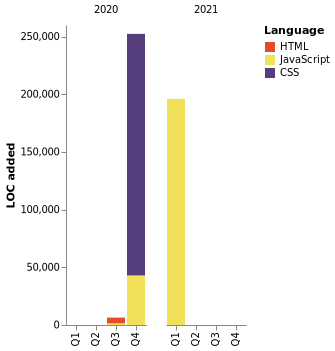 2020 2021
Language
HTML
JavaScript
CSS
250,000
200,000
150,000
100,000
50,000
0
LOC added
Q1 Q2 Q3 Q4 Q1 Q2 Q3 Q4